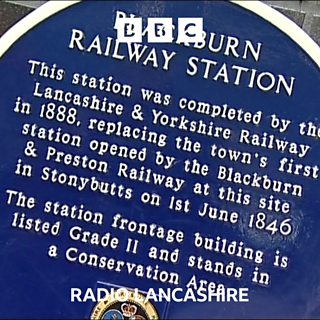 BBC
BLACKBURN
RAILWAY STATION
This station was completed by the
Lancashire & Yorkshire Railway
in 1888, replacing the town's first
station opened by the Blackburn
& Preston Railway at this site
in Stonybutts on 1st June 1846
The station frontage building is
listed Grade II and stands in
a Conservation Area
RADIO LANCASHIRE